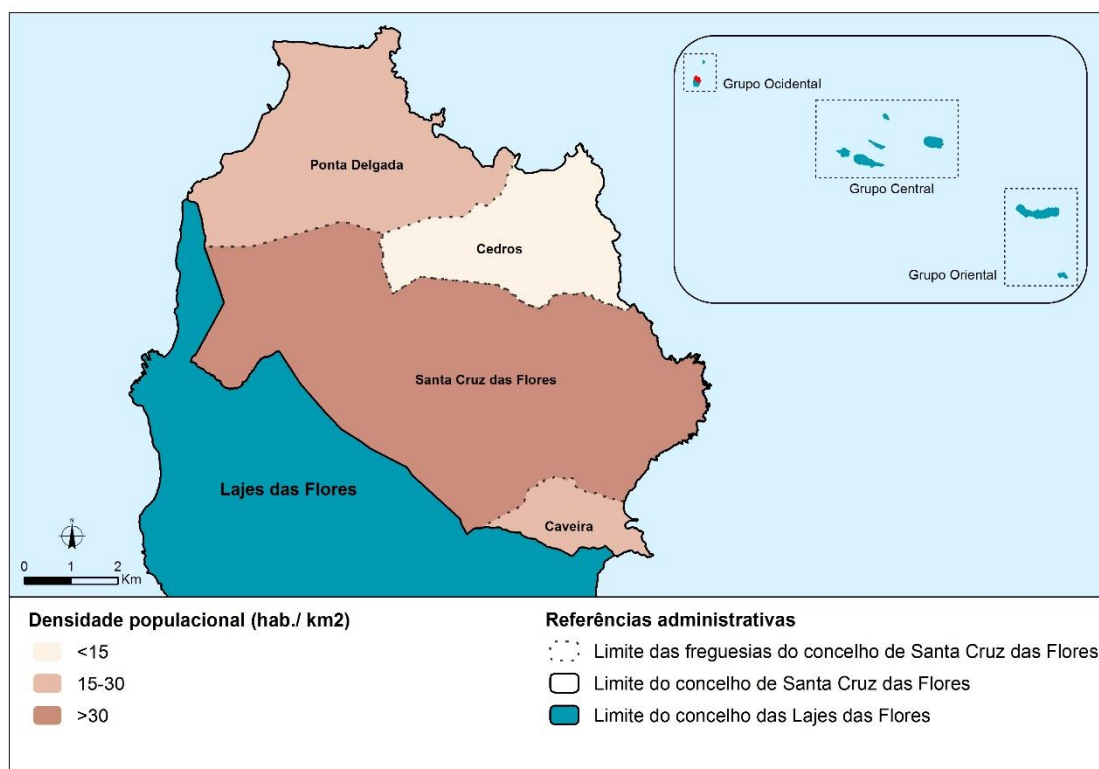 Grupo Ocidental
Grupo Central
Grupo Oriental
Ponta Delgada
Cedros
Santa Cruz das Flores
Lajes das Flores
Caveira
N
0 1 2
Km
Densidade populacional (hab./ km2)
<15
15-30
>30
Referências administrativas
Limite das freguesias do concelho de Santa Cruz das Flores
Limite do concelho de Santa Cruz das Flores
Limite do concelho das Lajes das Flores